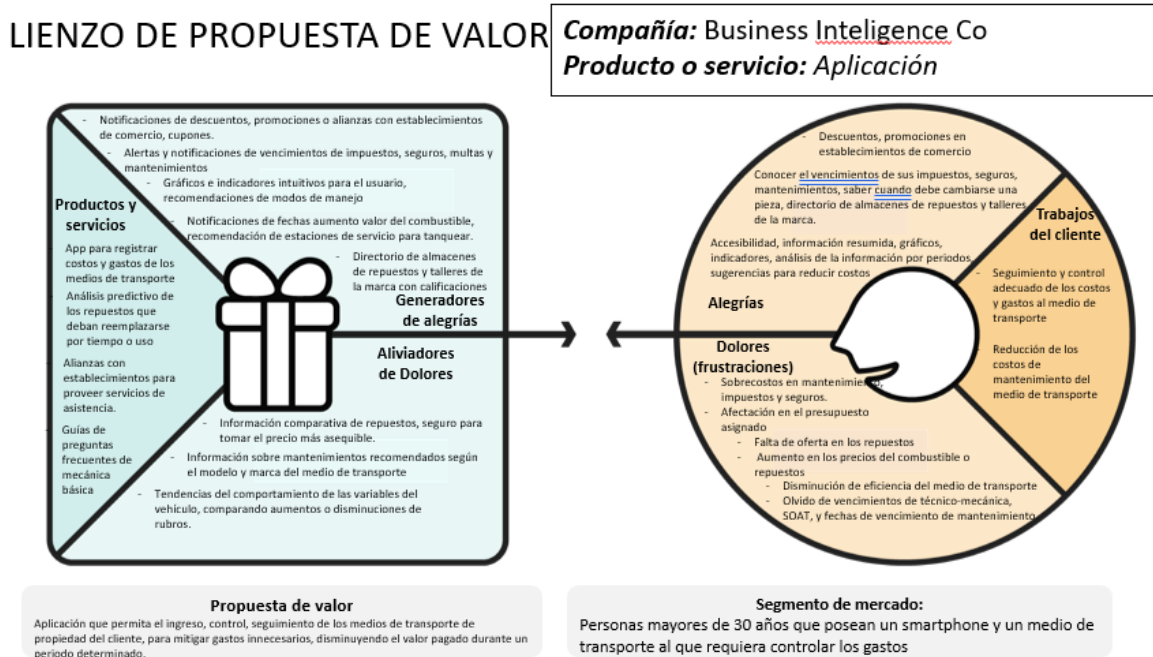 LIENZO DE PROPUESTA DE VALOR
Compañía: Business Inteligence Co
Producto o servicio: Aplicación
- Notificaciones de descuentos, promociones o alianzas con establecimientos
de comercio, cupones.
- Alertas y notificaciones de vencimientos de impuestos, seguros, multas y
mantenimientos
- Gráficos e indicadores intuitivos para el usuario,
recomendaciones de modos de manejo
- Notificaciones de fechas aumento valor del combustible,
recomendación de estaciones de servicio para tanquear.
- Directorio de almacenes
de repuestos y talleres de
la marca con calificaciones
Generadores
de alegrías
Productos y
servicios
App para registrar
costos y gastos de los
medios de transporte
Análisis predictivo de
los repuestos que
deban reemplazarse
por tiempo o uso
Alianzas con
establecimientos para
proveer servicios de
asistencia.
Guías de
preguntas
frecuentes de
mecánica
básica
Aliviadores
de Dolores
- Información comparativa de repuestos, seguro para
tomar el precio más asequible.
- Información sobre mantenimientos recomendados según
el modelo y marca del medio de transporte
- Tendencias del comportamiento de las variables del
vehículo, comparando aumentos o disminuciones de
rubros.
- Descuentos, promociones en
establecimientos de comercio
Conocer el vencimientos de sus impuestos, seguros,
mantenimientos, saber cuando debe cambiarse una
pieza, directorio de almacenes de repuestos y talleres
de la marca.
Accesibilidad, información resumida, gráficos,
indicadores, análisis de la información por periodos,
sugerencias para reducir costos
Alegrías
Trabajos
del cliente
- Seguimiento y control
adecuado de los costos
y gastos al medio de
transporte
- Reducción de los
costos de
mantenimiento del
medio de transporte
Dolores
(frustraciones)
- Sobrecostos en mantenimiento,
impuestos y seguros.
- Afectación en el presupuesto
asignado
- Falta de oferta en los repuestos
- Aumento en los precios del combustible o
repuestos
- Disminución de eficiencia del medio de transporte
- Olvido de vencimientos de técnico-mecánica,
SOAT, y fechas de vencimiento de mantenimiento
Propuesta de valor
Aplicación que permita el ingreso, control, seguimiento de los medios de transporte de
propiedad del cliente, para mitigar gastos innecesarios, disminuyendo el valor pagado durante un
periodo determinado.
Segmento de mercado:
Personas mayores de 30 años que posean un smartphone y un medio de
transporte al que requiera controlar los gastos